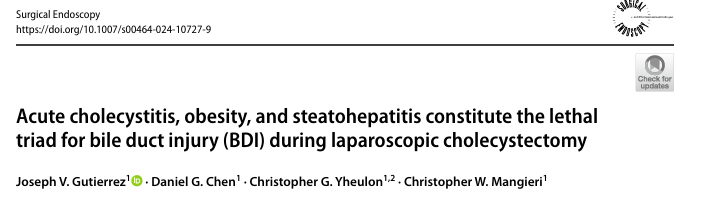 Surgical Endoscopy
https://doi.org/10.1007/s00464-024-10727-9
SURGICAL
ENDOSCOPY
Check for
updates
Acute cholecystitis, obesity, and steatohepatitis constitute the lethal
triad for bile duct injury (BDI) during laparoscopic cholecystectomy
Joseph V. Gutierrez¹ iD · Daniel G. Chen¹ · Christopher G. Yheulon¹,² · Christopher W. Mangieri¹